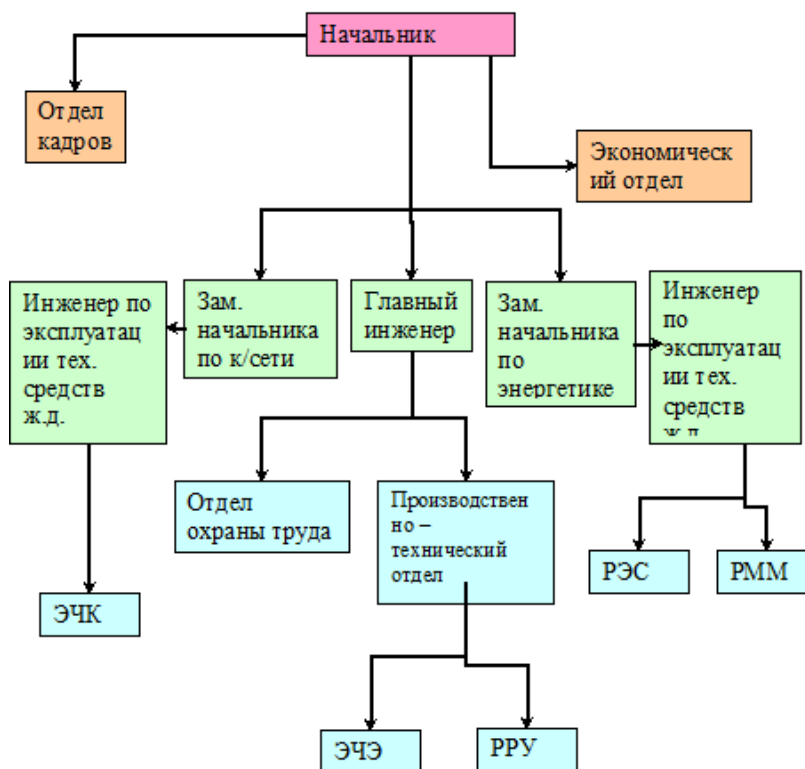 Начальник
Отдел
кадров
Экономическ
ий отдел
Инженер по
эксплуатац
ии тех.
средств
ж.д.
Зам.
начальника
по к/сети
Главный
инженер
Зам.
начальника
по
энергетике
Инженер
по
эксплуатац
ии тех.
средств
ж.д.
Отдел
охраны труда
Производствен
но –
технический
отдел
РЭС
РММ
ЭЧК
ЭЧЭ
РРУ